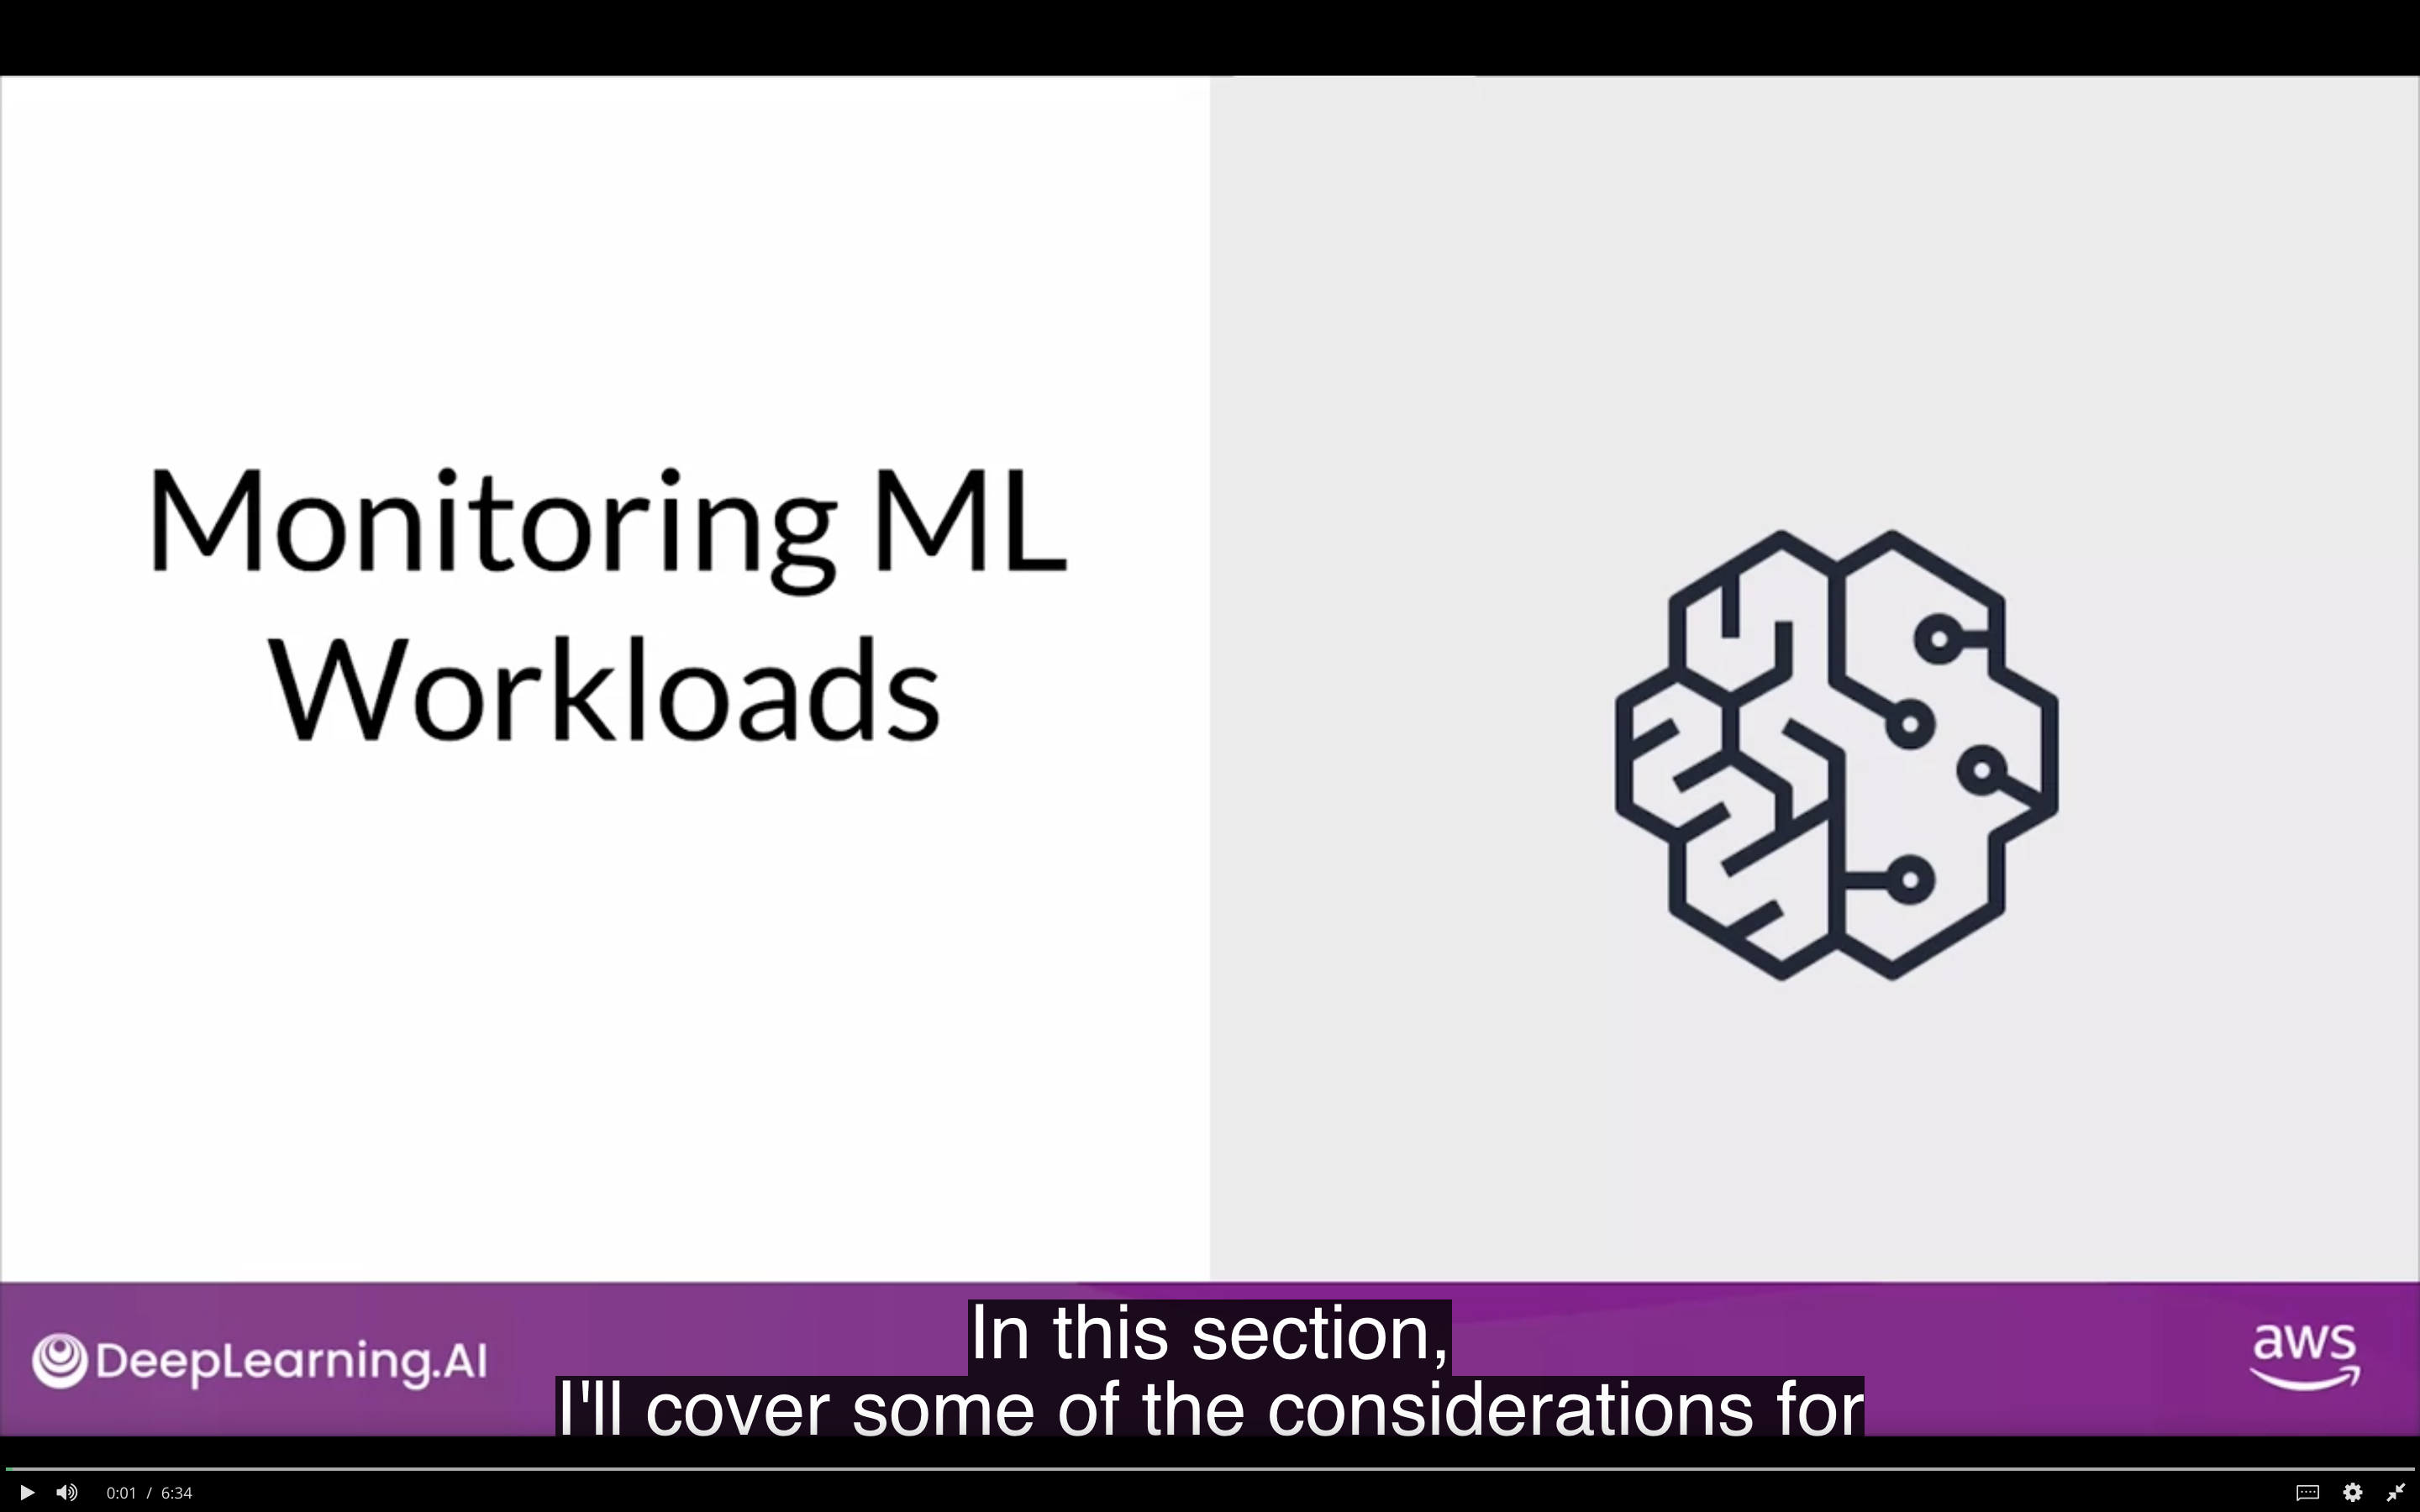 Monitoring ML
Workloads
DeepLearning.AI
In this section,
I'll cover some of the considerations for
aws
0:01 / 6:34